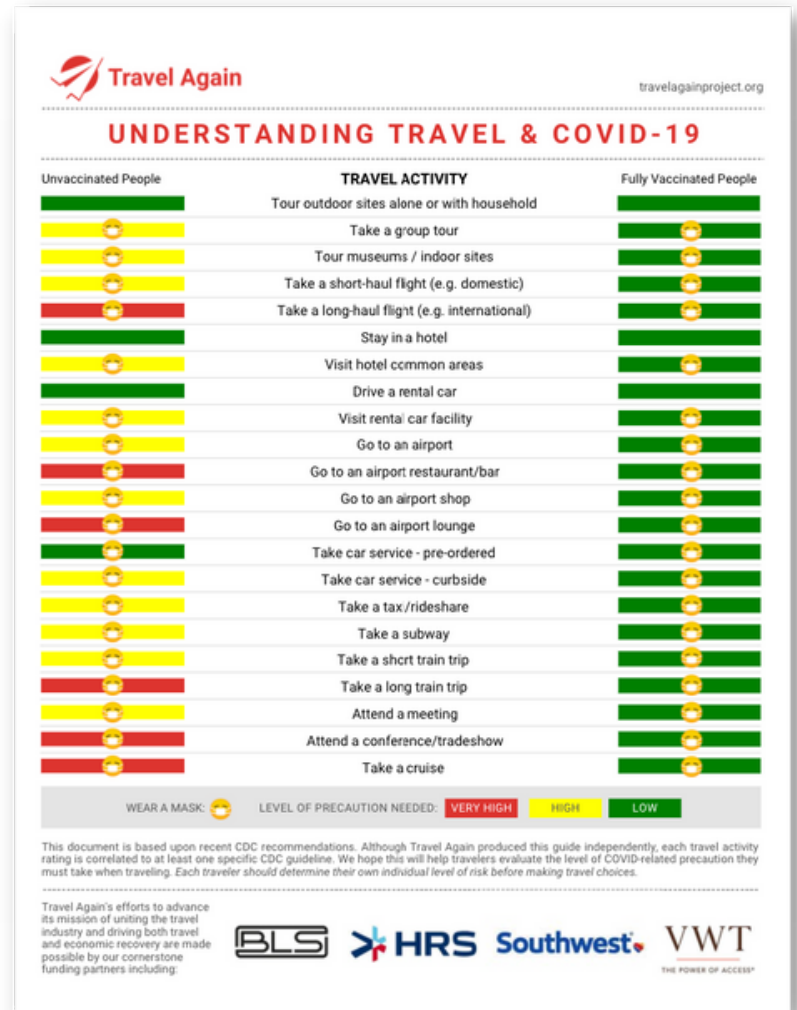 Travel Again
travelagainproject.org
UNDERSTANDING TRAVEL & COVID-19
Unvaccinated People
TRAVEL ACTIVITY
Fully Vaccinated People
Tour outdoor sites alone or with household
Take a group tour
Tour museums / indoor sites
Take a short-haul flight (e.g. domestic)
Take a long-haul flight (e.g. international)
Stay in a hotel
Visit hotel common areas
Drive a rental car
Visit rental car facility
Go to an airport
Go to an airport restaurant/bar
Go to an airport shop
Go to an airport lounge
Take car service - pre-ordered
Take car service - curbside
Take a taxi/rideshare
Take a subway
Take a short train trip
Take a long train trip
Attend a meeting
Attend a conference/tradeshow
Take a cruise
WEAR A MASK:
LEVEL OF PRECAUTION NEEDED: VERY HIGH HIGH LOW
This document is based upon recent CDC recommendations. Although Travel Again produced this guide independently, each travel activity
rating is correlated to at least one specific CDC guideline. We hope this will help travelers evaluate the level of COVID-related precaution they
must take when traveling. Each traveler should determine their own individual level of risk before making travel choices.
Travel Again's efforts to advance
its mission of uniting the travel
industry and driving both travel
and economic recovery are made
possible by our cornerstone
funding partners including:
BLS
HRS
Southwest
VWT
THE POWER OF ACCESS®